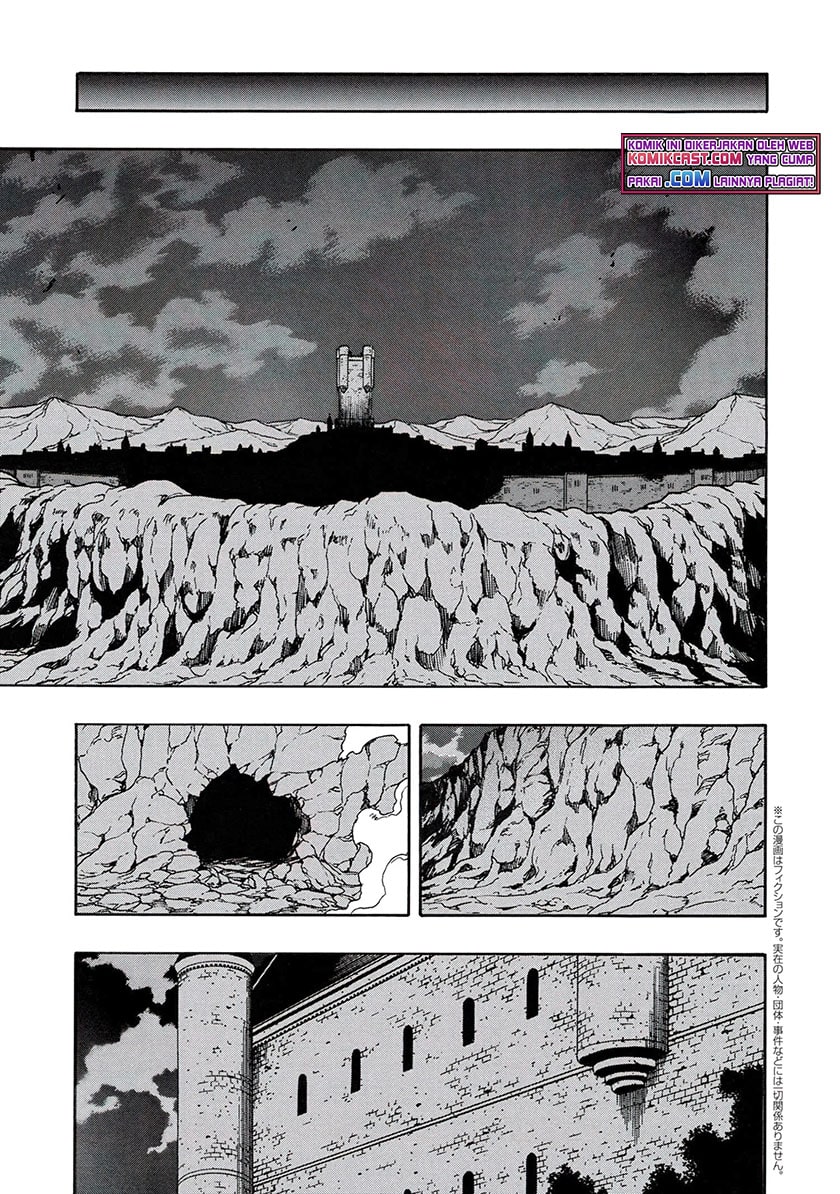 KOMIK INI DIKERJAKAN OLEH WEB
KOMIKCAST.COM YANG CUMA
PAKAI .COM LAINNYA PLAGIAT!
※この漫画はフィクションです。実在の人物・団体・事件などには一切関係ありません。